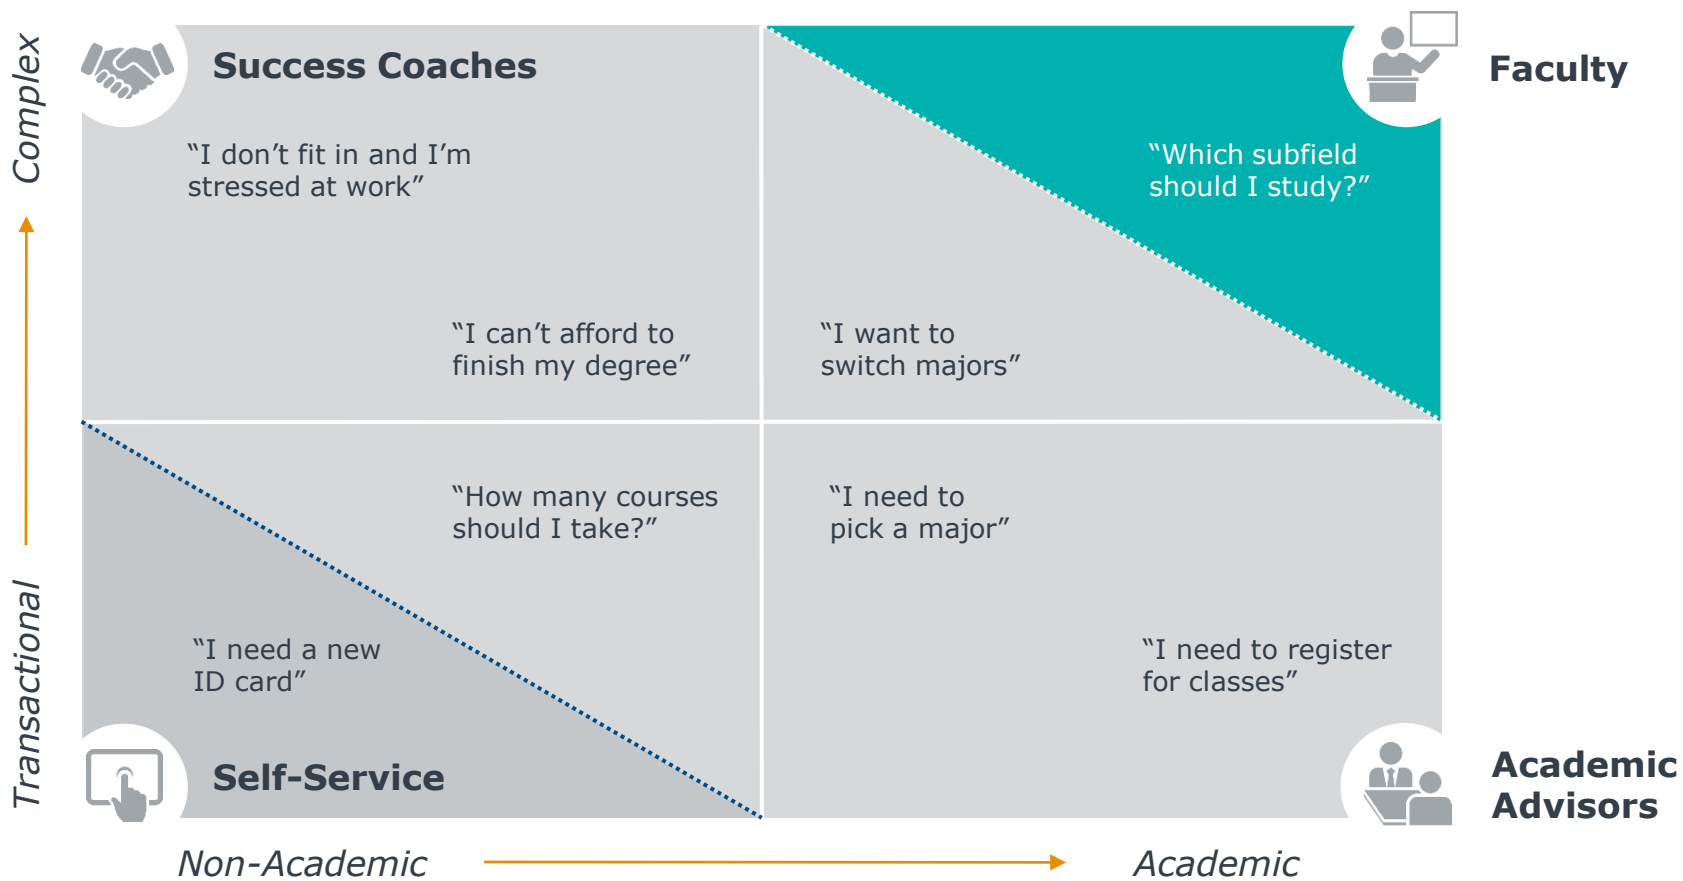 Complex
Transactional
Success Coaches
“I don’t fit in and I’m
stressed at work”
“I can’t afford to
finish my degree”
Faculty
“Which subfield
should I study?”
“I want to
switch majors”
“How many courses
should I take?”
“I need a new
ID card”
Self-Service
“I need to
pick a major”
“I need to register
for classes”
Academic
Advisors
Non-Academic
Academic